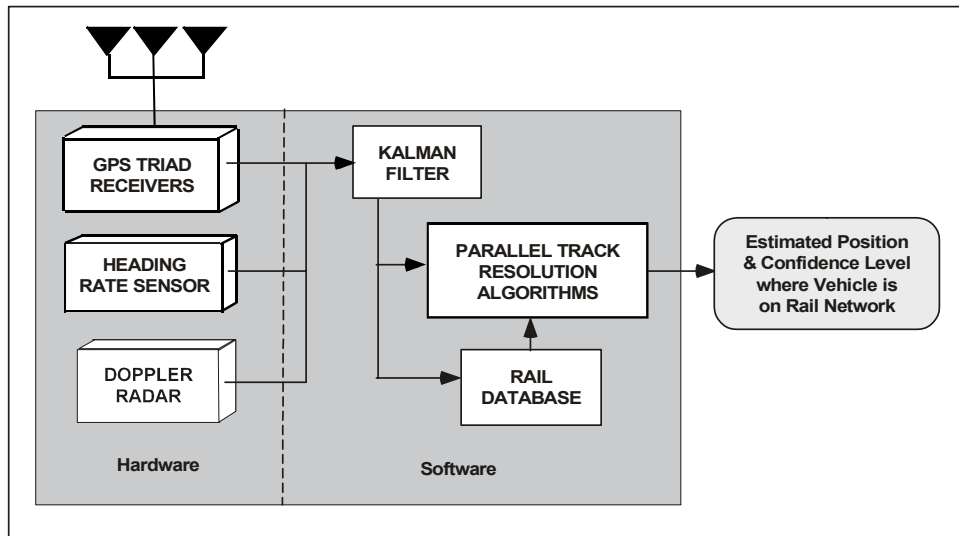 GPS TRIAD
RECEIVERS
HEADING
RATE SENSOR
DOPPLER
RADAR
Hardware
KALMAN
FILTER
PARALLEL TRACK
RESOLUTION
ALGORITHMS
RAIL
DATABASE
Software
Estimated Position
& Confidence Level
where Vehicle is
on Rail Network